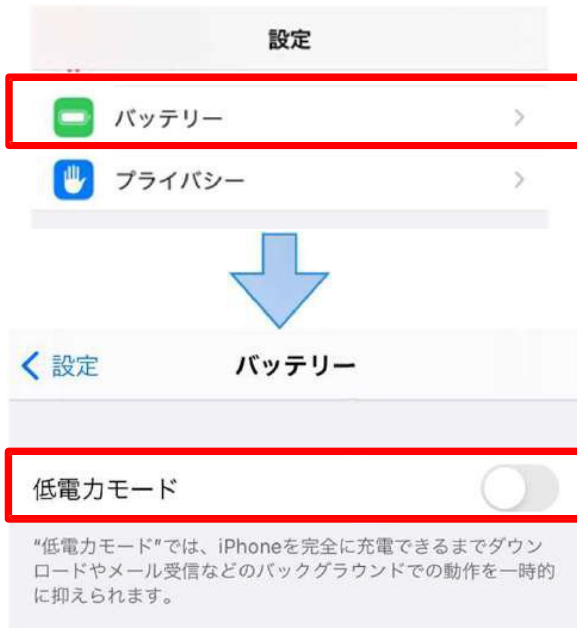 設定
バッテリー
プライバシー
設定
バッテリー
低電力モード
“低電力モード”では、iPhoneを完全に充電できるまでダウン
ロードやメール受信などのバックグラウンドでの動作を一時的
に抑えられます。